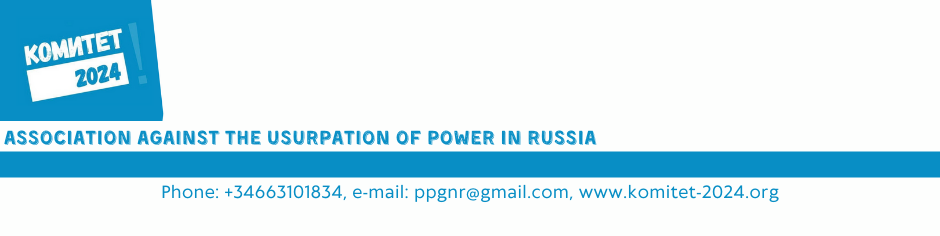 КОМИТЕТ
2024!
ASSOCIATION AGAINST THE USURPATION OF POWER IN RUSSIA
Phone: +34663101834, e-mail: ppgnr@gmail.com, www.komitet-2024.org